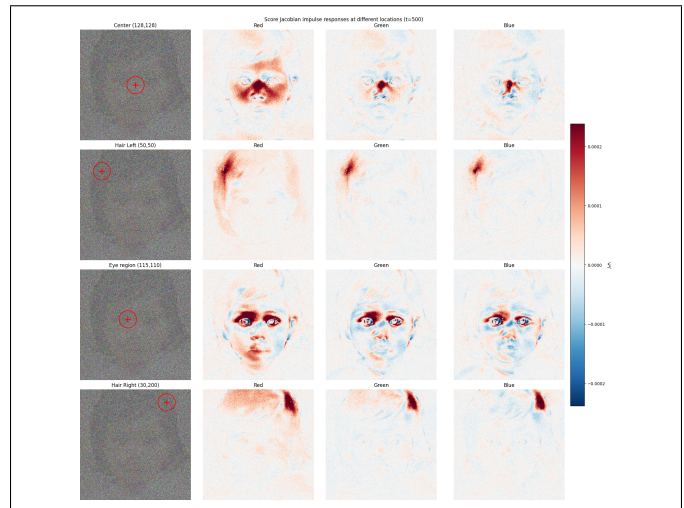 Score Jacobian impulse responses at different locations (t=500)
Center (128,128)
Red
Green
Blue
Hair Left (50,50)
Red
Green
Blue
Eye region (115,110)
Red
Green
Blue
Hair Right (30,200)
Red
Green
Blue
0.0002
0.0001
0.0000
−0.0001
−0.0002